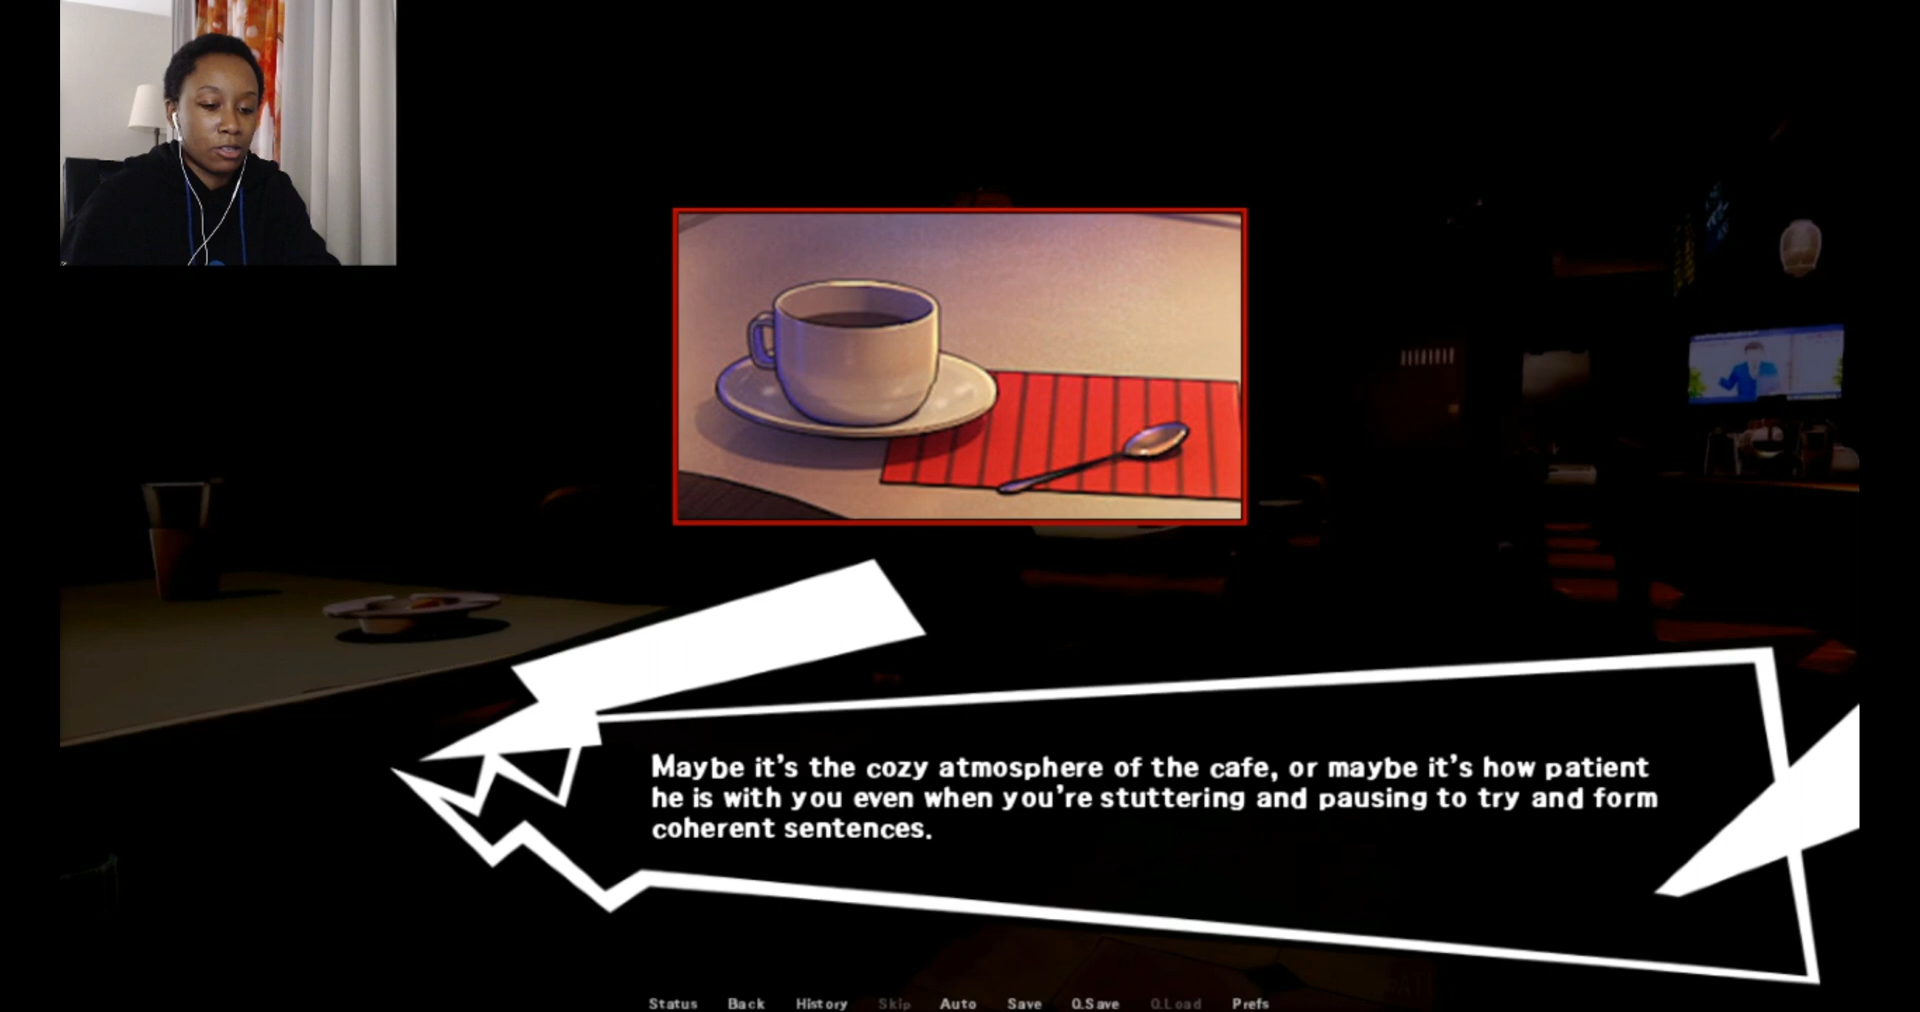 Maybe it's the cozy atmosphere of the cafe, or maybe it's how patient
he is with you even when you're stuttering and pausing to try and form
coherent sentences.
Status Back History Skip Auto Save Q.Save Q.Load Prefs